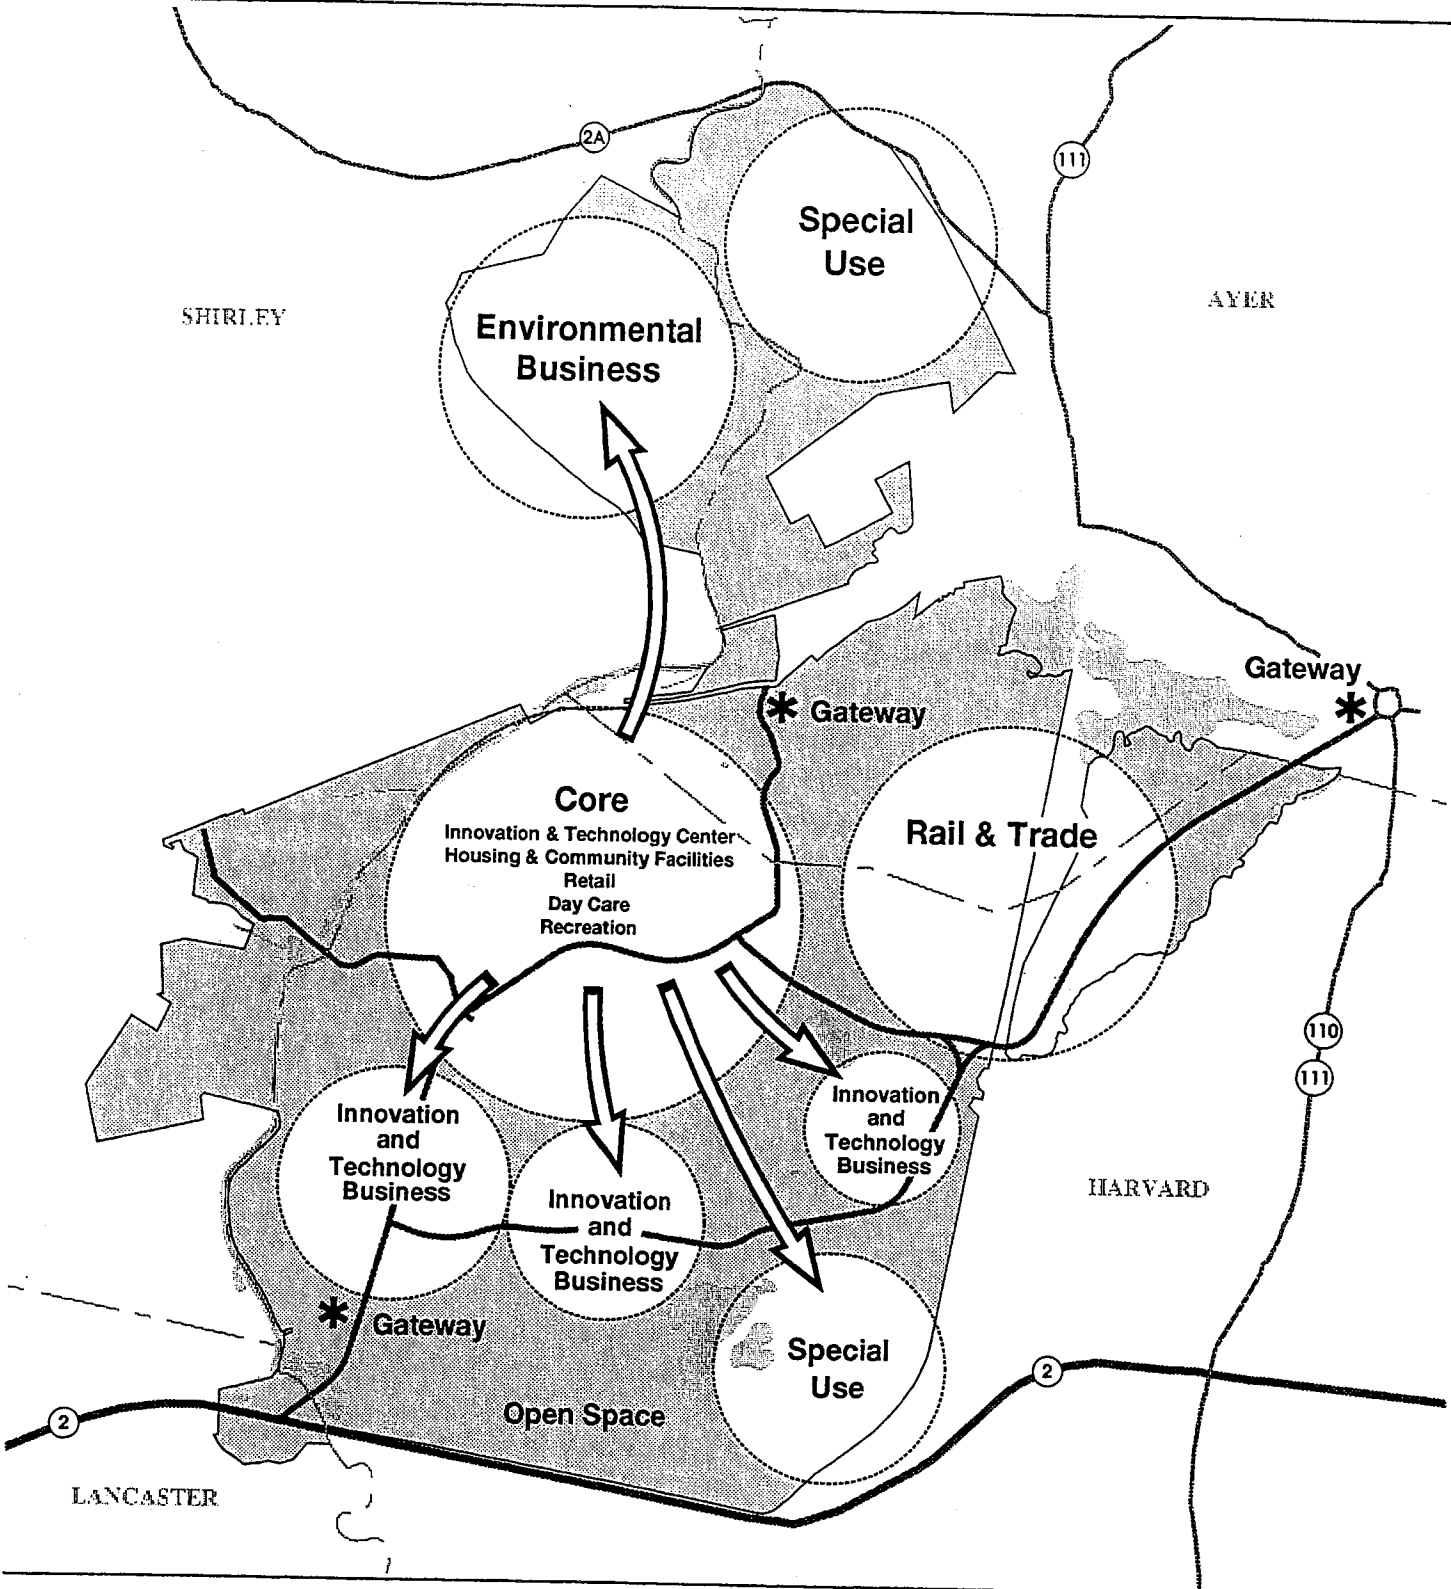 2A
111
Special
Use
SHIRLEY
AYER
Environmental
Business
Gateway
Gateway
Core
Innovation & Technology Center
Housing & Community Facilities
Retail
Day Care
Recreation
Rail & Trade
110
111
Innovation
and
Technology
Business
Innovation
and
Technology
Business
Innovation
and
Technology
Business
HARVARD
Gateway
Special
Use
2
2
Open Space
LANCASTER